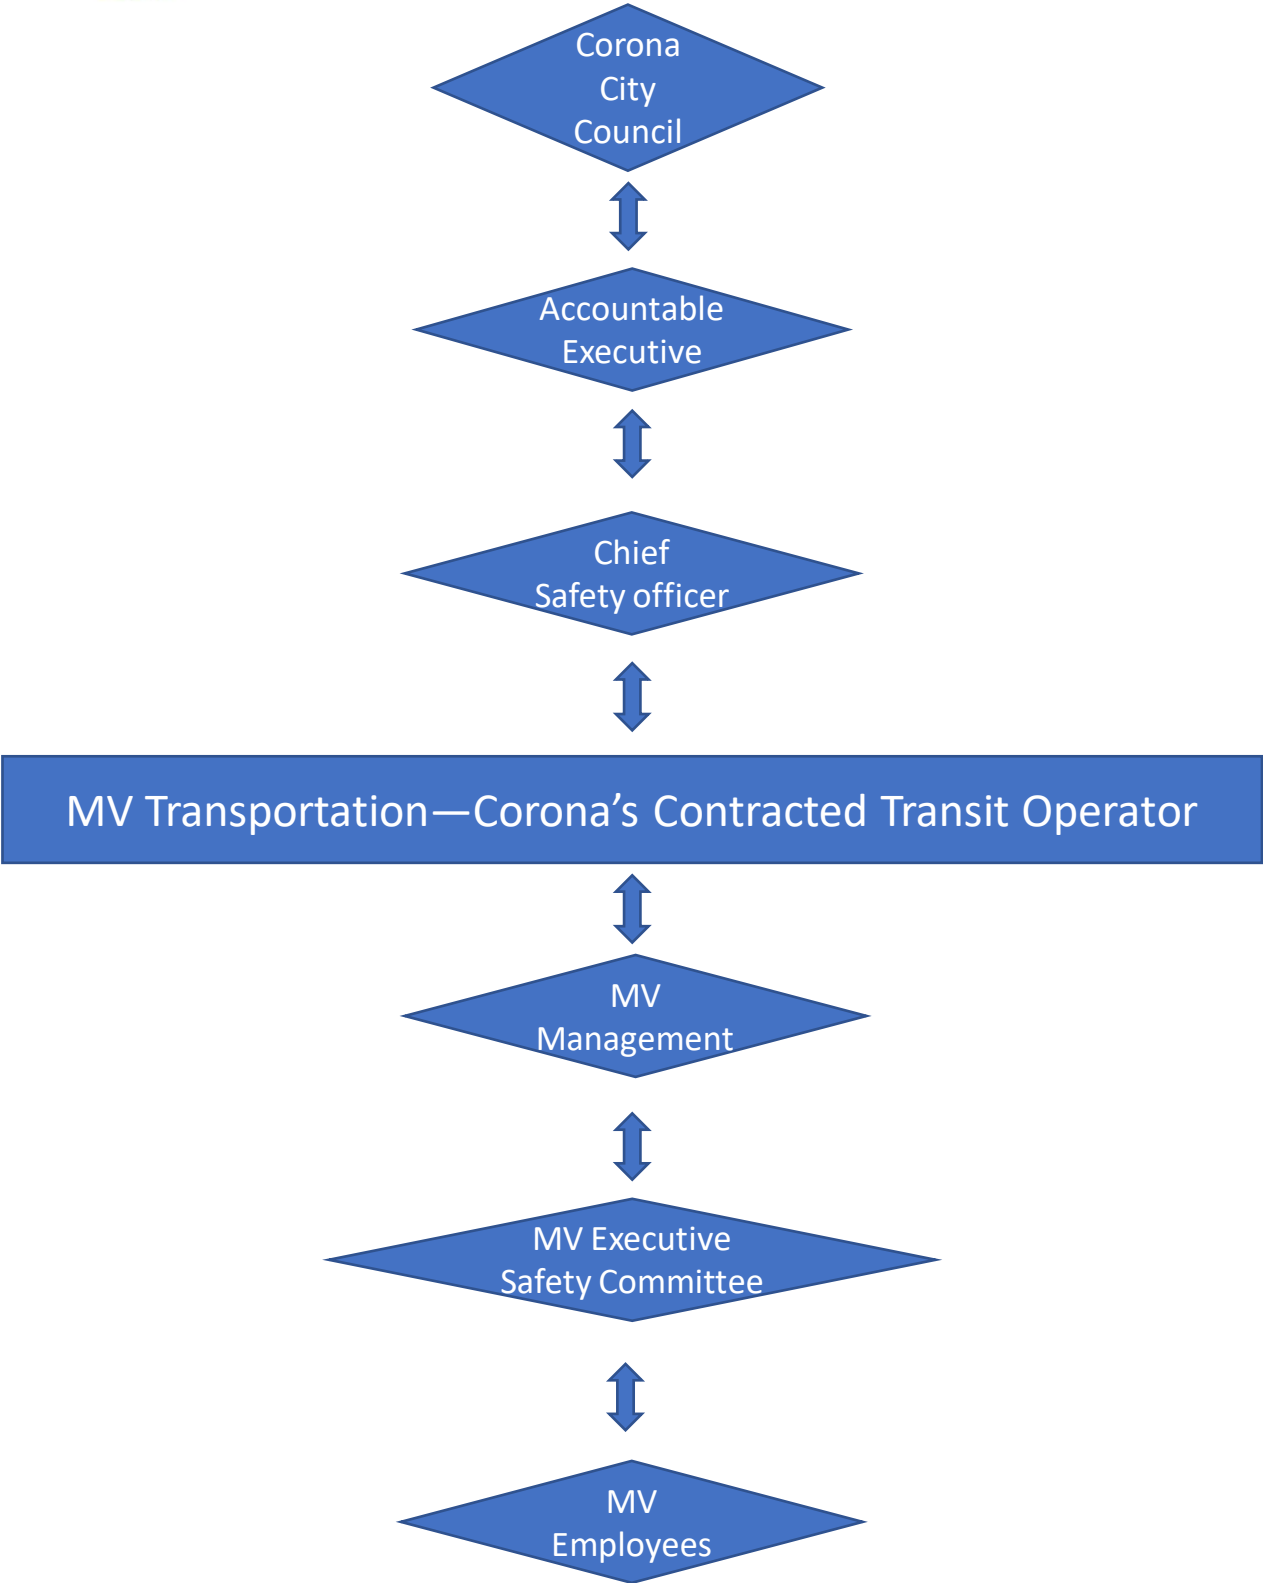 Corona
City
Council
Accountable
Executive
Chief
Safety officer
MV Transportation—Corona’s Contracted Transit Operator
MV
Management
MV Executive
Safety Committee
MV
Employees